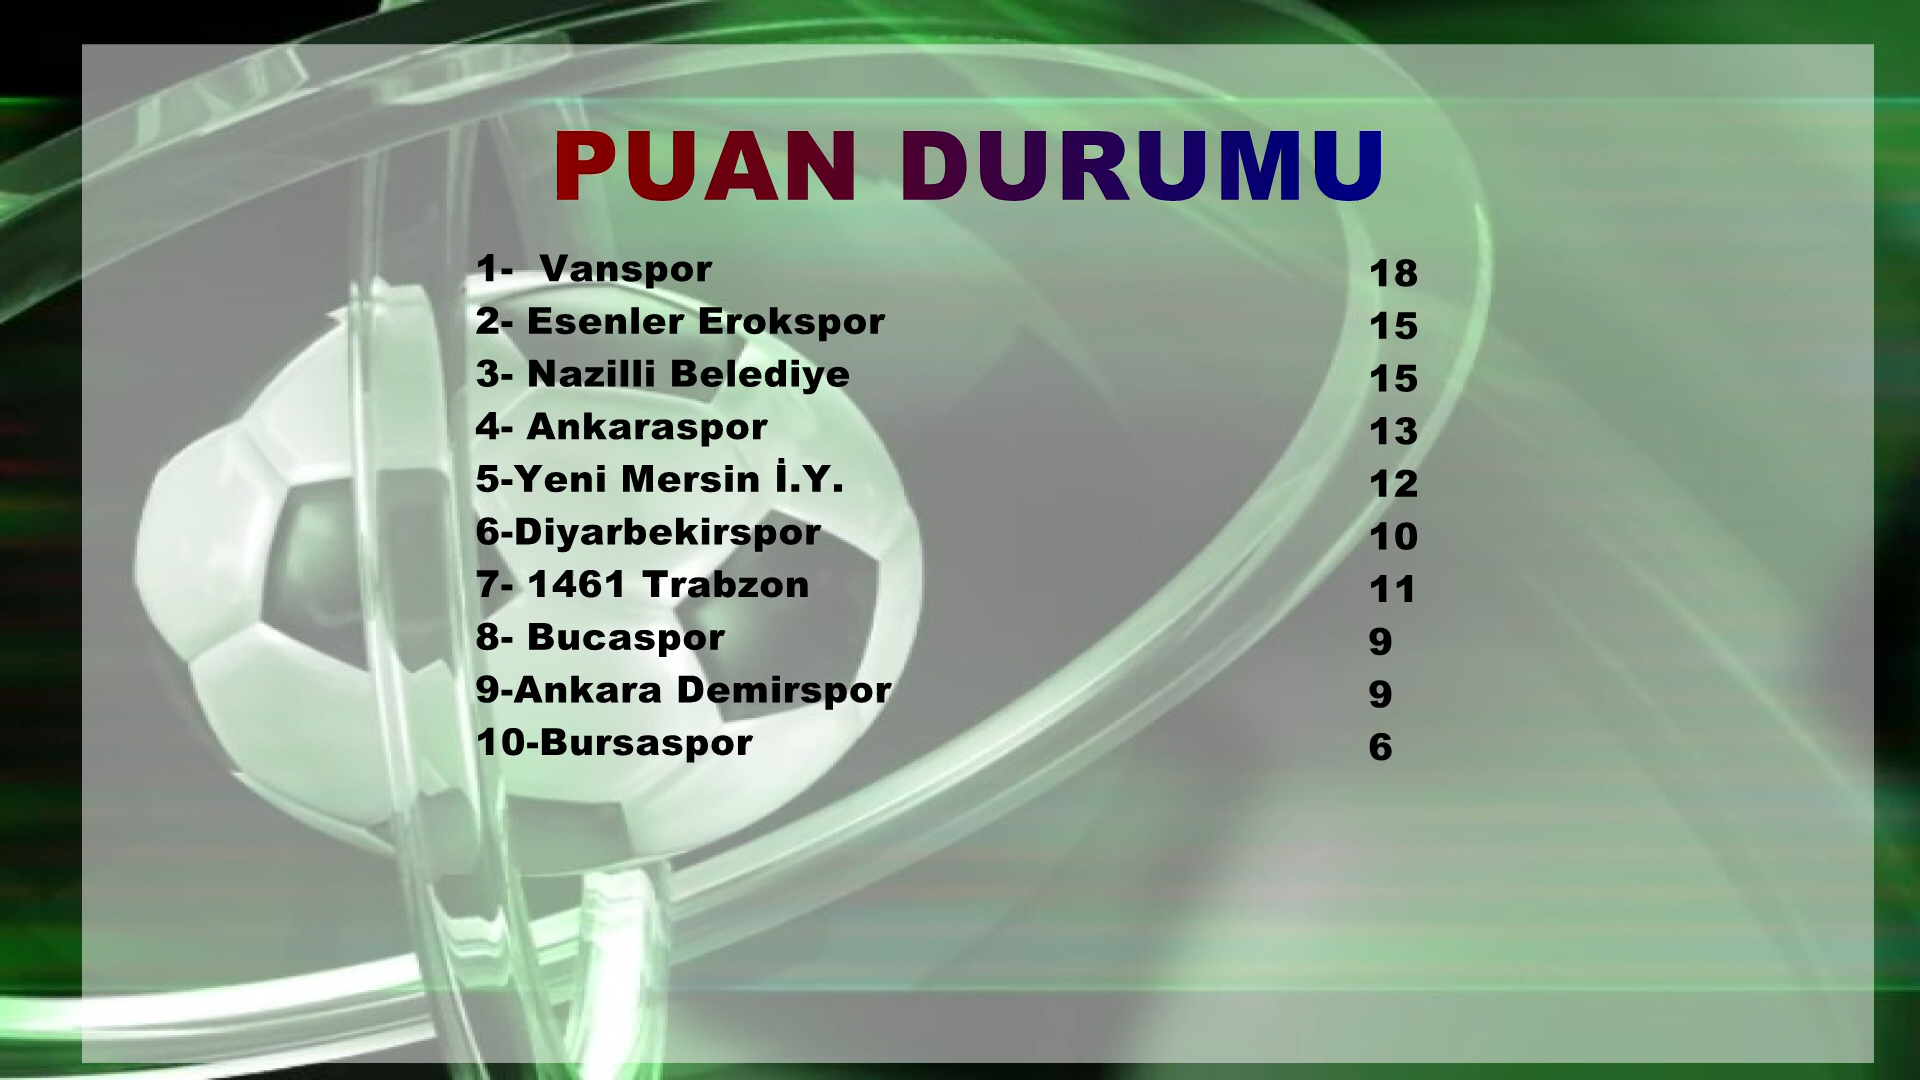 PUAN DURUMU
1-  Vanspor 18
2- Esenler Erokspor 15
3- Nazilli Belediye 15
4- Ankaraspor 13
5-Yeni Mersin İ.Y. 12
6-Diyarbekirspor 10
7- 1461 Trabzon 11
8- Bucaspor 9
9-Ankara Demirspor 9
10-Bursaspor 6